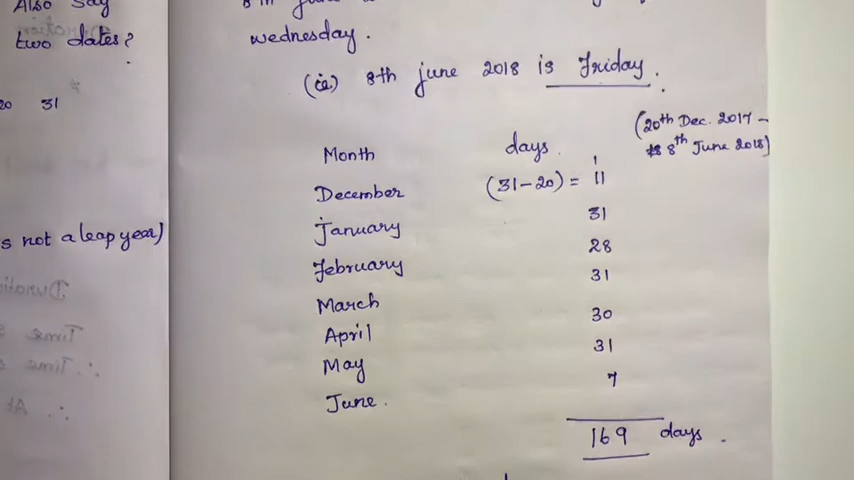 Also Say
two dates?
20 31
s not a leap year)
wednesday.
(ie) 8th june 2018 is Friday.
(20th Dec. 2017 -
8th June 2018)
Month days
December (31-20) = 11
January 31
February 28
March 31
April 30
May 31
June. 7
169 days.